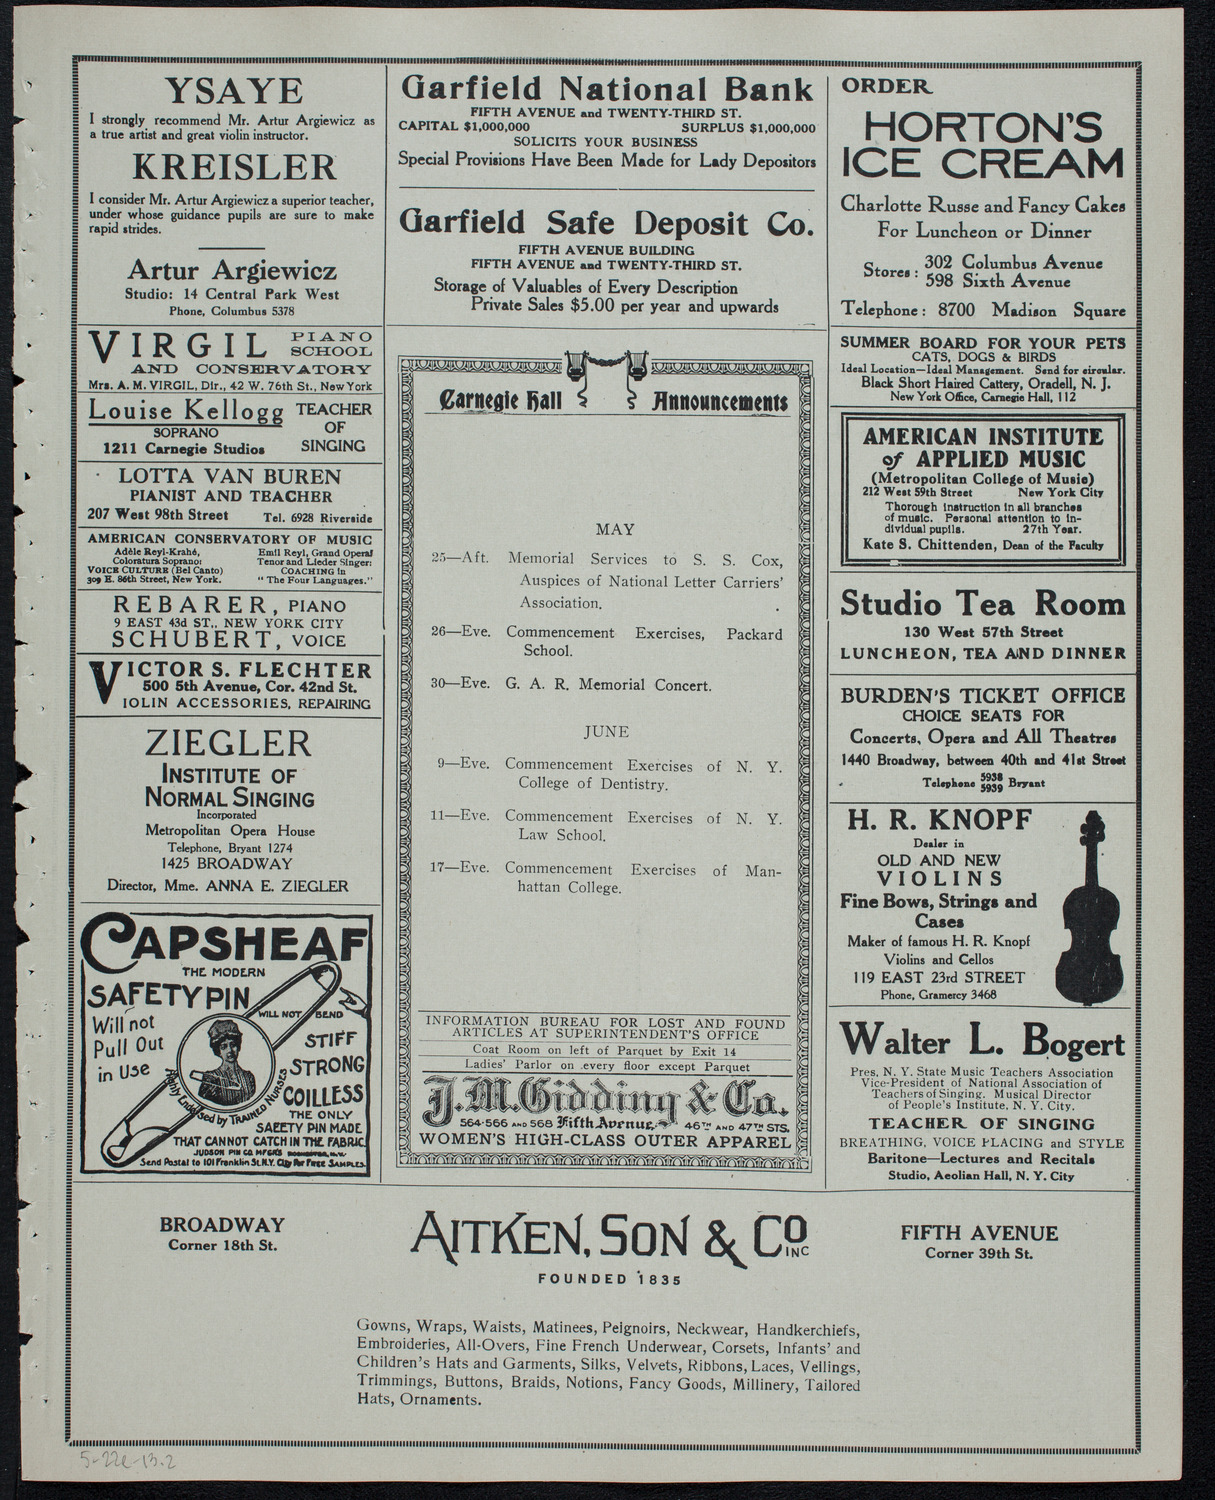 YSAYE
I strongly recommend Mr. Artur Argiewicz as
a true artist and great violin instructor.
KREISLER
I consider Mr. Artur Argiewicz a superior teacher,
under whose guidance pupils are sure to make
rapid strides.
Artur Argiewicz
Studio: 14 Central Park West
Phone, Columbus 5378
VIRGIL PIANO
SCHOOL
AND CONSERVATORY
Mrs. A. M. VIRGIL, Dir., 42 W. 76th St., New York
Louise Kellogg TEACHER
SOPRANO OF
1211 Carnegie Studios SINGING
LOTTA VAN BUREN
PIANIST AND TEACHER
207 West 98th Street Tel. 6928 Riverside
AMERICAN CONSERVATORY OF MUSIC
Adèle Reyl-Krahé, Emil Reyl, Grand Opera
Coloratura Soprano: Tenor and Lieder Singer:
VOICE CULTURE (Bel Canto) COACHING in
309 E. 86th Street, New York. "The Four Languages."
REBARER, PIANO
9 EAST 43d ST., NEW YORK CITY
SCHUBERT, VOICE
VICTOR S. FLECHTER
500 5th Avenue, Cor. 42nd St.
IOLIN ACCESSORIES, REPAIRING
ZIEGLER
INSTITUTE OF
NORMAL SINGING
Incorporated
Metropolitan Opera House
Telephone, Bryant 1274
1425 BROADWAY
Director, Mme. ANNA E. ZIEGLER
CAPSHEAF
THE MODERN
SAFETY PIN
WILL NOT BEND
Will not
Pull Out
in Use
STIFF
STRONG
COILLESS
Highly Endorsed by TRAINED NURSES
THE ONLY
SAFETY PIN MADE
THAT CANNOT CATCH IN THE FABRIC.
JUDSON PIN CO. MFGRS ROCHESTER, N.Y.
Send Postal to 101 Franklin St. N.Y. City For FREE SAMPLES.
Garfield National Bank
FIFTH AVENUE and TWENTY-THIRD ST.
CAPITAL $1,000,000 SURPLUS $1,000,000
SOLICITS YOUR BUSINESS
Special Provisions Have Been Made for Lady Depositors
Garfield Safe Deposit Co.
FIFTH AVENUE BUILDING
FIFTH AVENUE and TWENTY-THIRD ST.
Storage of Valuables of Every Description
Private Sales $5.00 per year and upwards
Carnegie Hall Announcements
MAY
25—Aft. Memorial Services to S. S. Cox,
Auspices of National Letter Carriers'
Association.
26—Eve. Commencement Exercises, Packard
School.
30—Eve. G. A. R. Memorial Concert.
JUNE
9—Eve. Commencement Exercises of N. Y.
College of Dentistry.
11—Eve. Commencement Exercises of N. Y.
Law School.
17—Eve. Commencement Exercises of Man-
hattan College.
INFORMATION BUREAU FOR LOST AND FOUND
ARTICLES AT SUPERINTENDENT'S OFFICE
Coat Room on left of Parquet by Exit 14
Ladies' Parlor on every floor except Parquet
J. M. Gidding & Co.
564-566 AND 568 Fifth Avenue 46TH AND 47TH STS.
WOMEN'S HIGH-CLASS OUTER APPAREL
ORDER
HORTON'S
ICE CREAM
Charlotte Russe and Fancy Cakes
For Luncheon or Dinner
Stores: 302 Columbus Avenue
598 Sixth Avenue
Telephone: 8700 Madison Square
SUMMER BOARD FOR YOUR PETS
CATS, DOGS & BIRDS
Ideal Location—Ideal Management. Send for circular.
Black Short Haired Cattery, Oradell, N. J.
New York Office, Carnegie Hall, 112
AMERICAN INSTITUTE
of APPLIED MUSIC
(Metropolitan College of Music)
212 West 59th Street New York City
Thorough instruction in all branches
of music. Personal attention to in-
dividual pupils. 27th Year.
Kate S. Chittenden, Dean of the Faculty
Studio Tea Room
130 West 57th Street
LUNCHEON, TEA AND DINNER
BURDEN'S TICKET OFFICE
CHOICE SEATS FOR
Concerts, Opera and All Theatres
1440 Broadway, between 40th and 41st Street
Telephone 5938
5939 Bryant
H. R. KNOPF
Dealer in
OLD AND NEW
VIOLINS
Fine Bows, Strings and
Cases
Maker of famous H. R. Knopf
Violins and Cellos
119 EAST 23rd STREET
Phone, Gramercy 3468
Walter L. Bogert
Pres, N. Y. State Music Teachers Association
Vice-President of National Association of
Teachers of Singing. Musical Director
of People's Institute, N. Y. City.
TEACHER OF SINGING
BREATHING, VOICE PLACING and STYLE
Baritone—Lectures and Recitals
Studio, Aeolian Hall, N. Y. City
BROADWAY
Corner 18th St.
AITKEN, SON & CO INC
FOUNDED 1835
FIFTH AVENUE
Corner 39th St.
Gowns, Wraps, Waists, Matinees, Peignoirs, Neckwear, Handkerchiefs,
Embroideries, All-Overs, Fine French Underwear, Corsets, Infants' and
Children's Hats and Garments, Silks, Velvets, Ribbons, Laces, Veilings,
Trimmings, Buttons, Braids, Notions, Fancy Goods, Millinery, Tailored
Hats, Ornaments.
5-22e-13.2